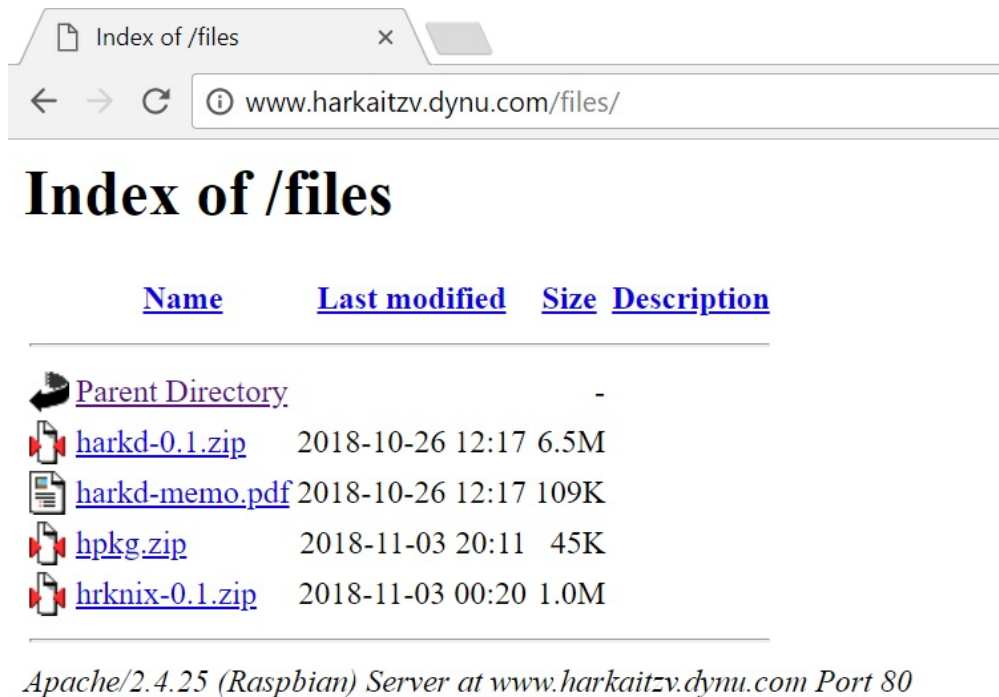 Index of /files
www.harkaitzv.dynu.com/files/
Index of /files
Name Last modified Size Description
Parent Directory -
harkd-0.1.zip 2018-10-26 12:17 6.5M
harkd-memo.pdf 2018-10-26 12:17 109K
hpkg.zip 2018-11-03 20:11 45K
hrknix-0.1.zip 2018-11-03 00:20 1.0M
Apache/2.4.25 (Raspbian) Server at www.harkaitzv.dynu.com Port 80